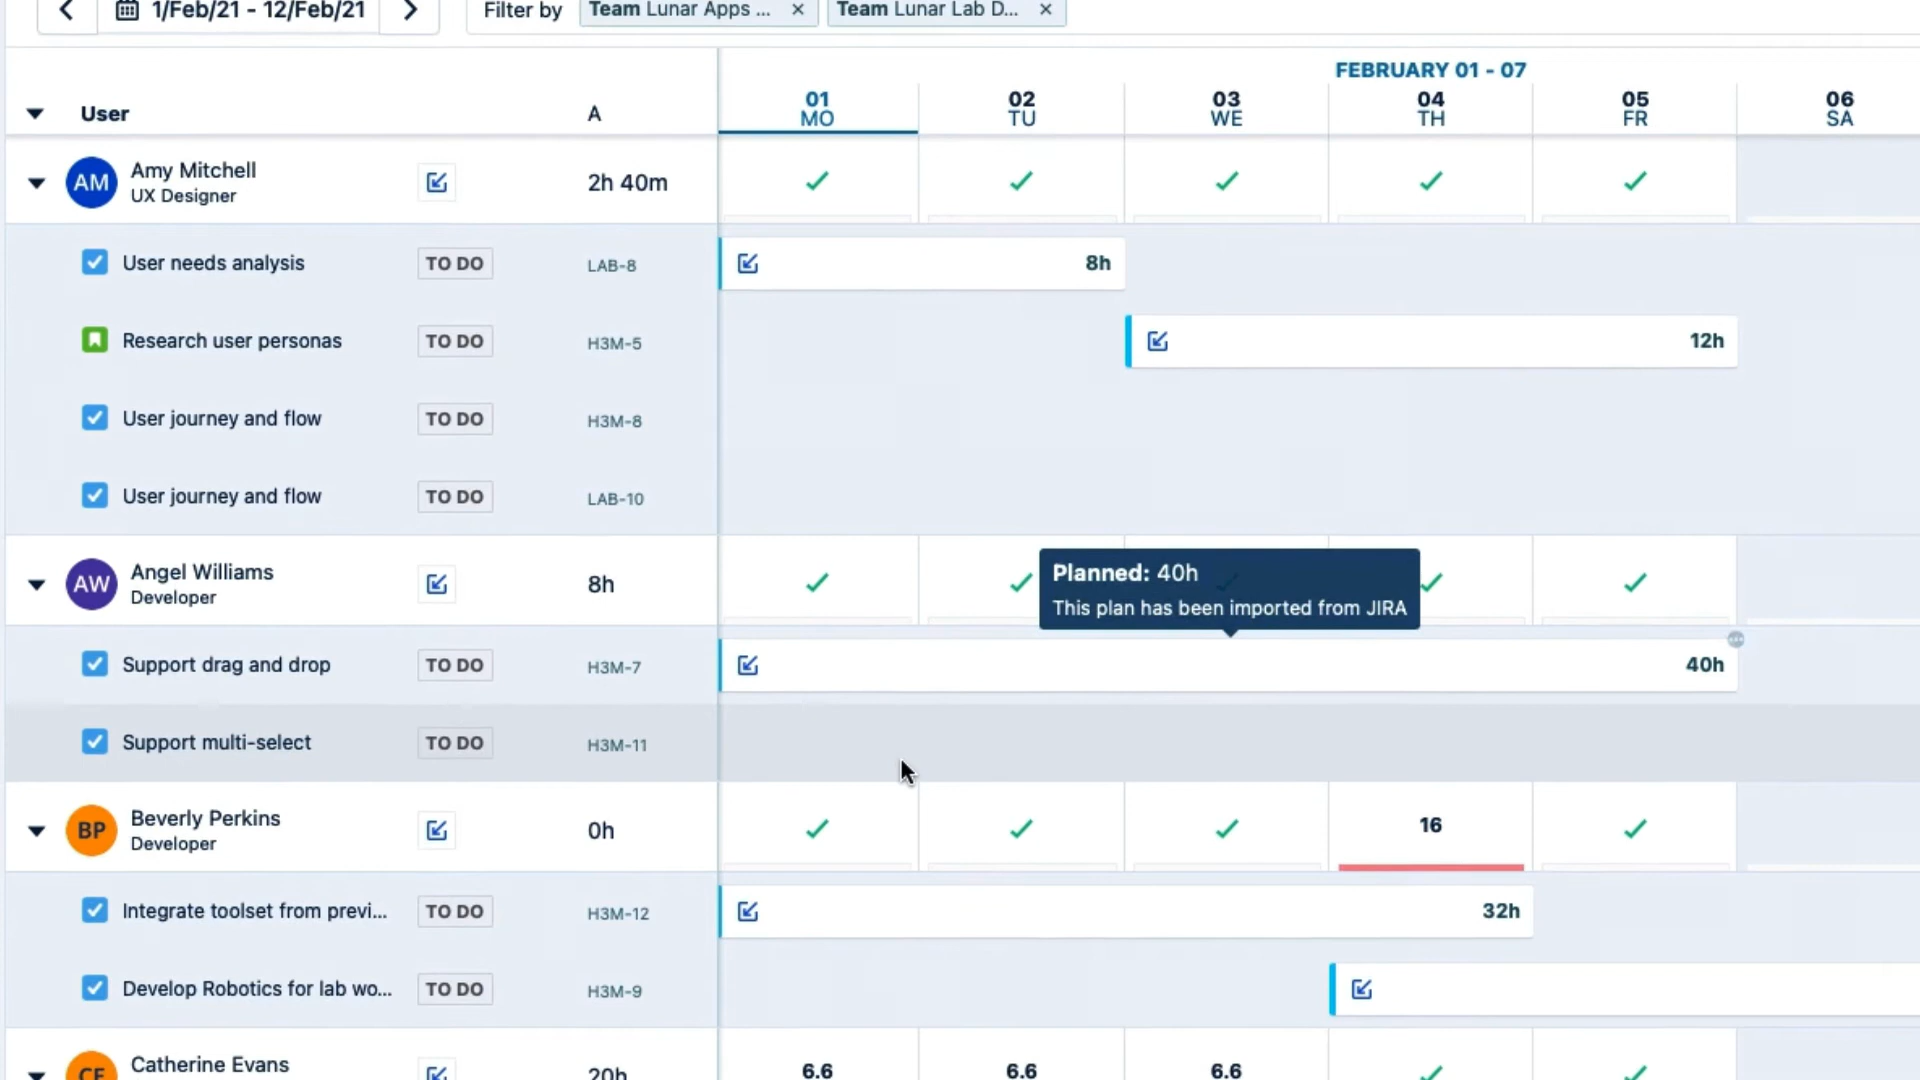 1/Feb/21 - 12/Feb/21
Filter by
Team Lunar Apps ...
Team Lunar Lab D...
FEBRUARY 01 - 07
User
A
01
MO
02
TU
03
WE
04
TH
05
FR
06
SA
AM
Amy Mitchell
UX Designer
2h 40m
User needs analysis
TO DO
LAB-8
8h
Research user personas
TO DO
H3M-5
12h
User journey and flow
TO DO
H3M-8
User journey and flow
TO DO
LAB-10
AW
Angel Williams
Developer
8h
Planned: 40h
This plan has been imported from JIRA
Support drag and drop
TO DO
H3M-7
40h
Support multi-select
TO DO
H3M-11
BP
Beverly Perkins
Developer
0h
16
Integrate toolset from previ...
TO DO
H3M-12
32h
Develop Robotics for lab wo...
TO DO
H3M-9
CE
Catherine Evans
20h
6.6
6.6
6.6